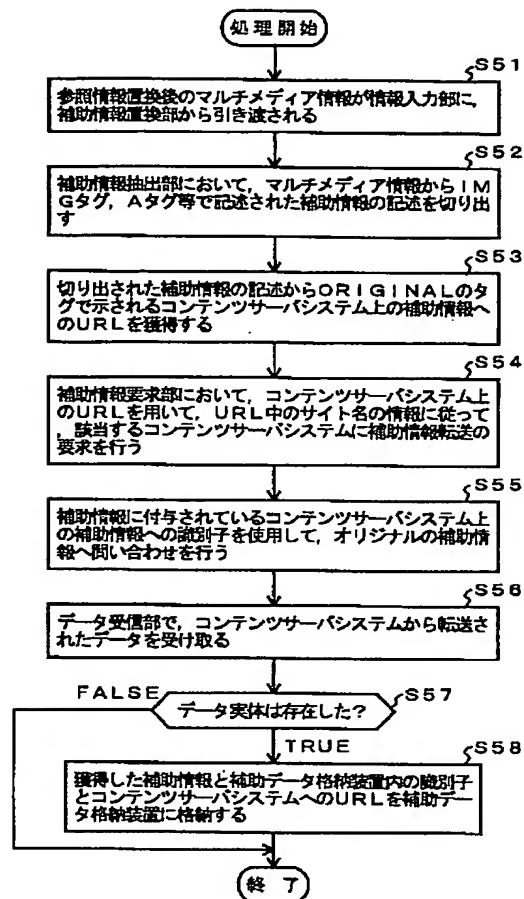 処理開始
S51
参照情報置換後のマルチメディア情報が情報入力部に,
補助情報置換部から引き渡される
S52
補助情報抽出部において,マルチメディア情報からIM
Gタグ,Aタグ等で記述された補助情報の記述を切り出
す
S53
切り出された補助情報の記述からORIGINALのタ
グで示されるコンテンツサーバシステム上の補助情報へ
のURLを獲得する
S54
補助情報要求部において,コンテンツサーバシステム上
のURLを用いて,URL中のサイト名の情報に従って
,該当するコンテンツサーバシステムに補助情報転送の
要求を行う
S55
補助情報に付与されているコンテンツサーバシステム上
の補助情報への識別子を使用して,オリジナルの補助情
報へ問い合わせを行う
S56
データ受信部で,コンテンツサーバシステムから転送さ
れたデータを受け取る
FALSE
S57
データ実体は存在した?
TRUE
S58
獲得した補助情報と補助データ格納装置内の識別子
とコンテンツサーバシステムへのURLを補助デー
タ格納装置に格納する
終了